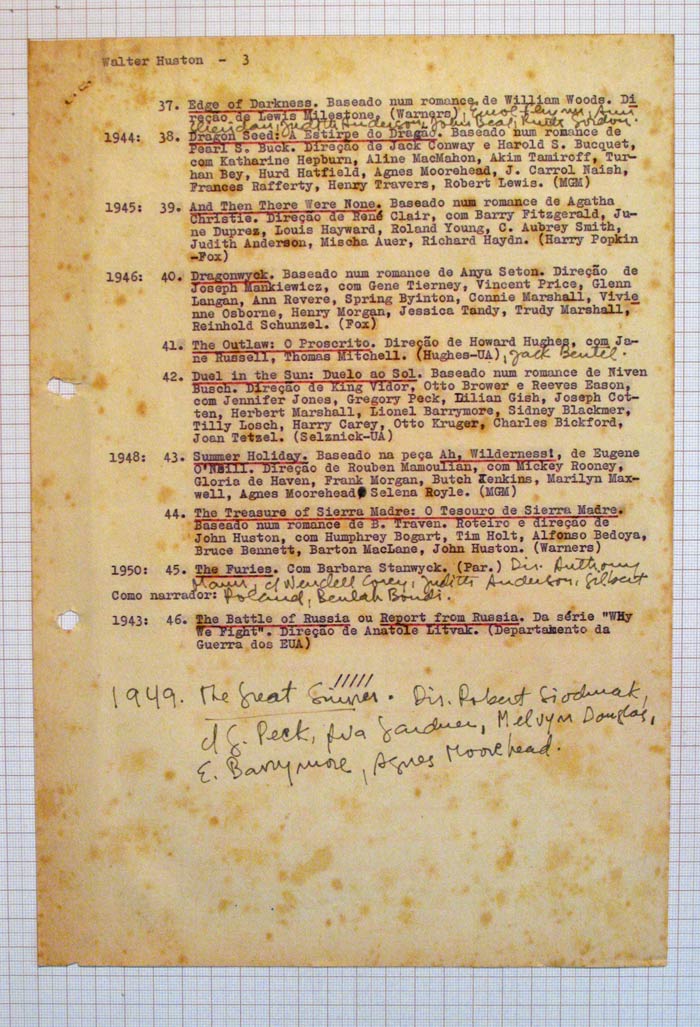 Walter Huston - 3
37. Edge of Darkness. Baseado num romance de William Woods. Di
reção de Lewis Milestone. (Warners) Errol Flynn, Ann
Sheridan, Judith Anderson, John Beal, Ruth Gordon.
1944: 38. Dragon Seed: A Estirpe do Dragão. Baseado num romance de
Pearl S. Buck. Direção de Jack Conway e Harold S. Bucquet,
com Katharine Hepburn, Aline MacMahon, Akim Tamiroff, Tur-
han Bey, Hurd Hatfield, Agnes Moorehead, J. Carrol Naish,
Frances Rafferty, Henry Travers, Robert Lewis. (MGM)
1945: 39. And Then There Were None. Baseado num romance de Agatha
Christie. Direção de René Clair, com Barry Fitzgerald, Ju-
ne Duprez, Louis Hayward, Roland Young, C. Aubrey Smith,
Judith Anderson, Mischa Auer, Richard Haydn. (Harry Popkin
-Fox)
1946: 40. Dragonwyck. Baseado num romance de Anya Seton. Direção de
Joseph Mankiewicz, com Gene Tierney, Vincent Price, Glenn
Langan, Ann Revere, Spring Byinton, Connie Marshall, Vivie
nne Osborne, Henry Morgan, Jessica Tandy, Trudy Marshall,
Reinhold Schunzel. (Fox)
41. The Outlaw: O Proscrito. Direção de Howard Hughes, com Ja-
ne Russell, Thomas Mitchell. (Hughes-UA), Jack Beutel.
42. Duel in the Sun: Duelo ao Sol. Baseado num romance de Niven
Busch. Direção de King Vidor, Otto Brower e Reeves Eason,
com Jennifer Jones, Gregory Peck, Lilian Gish, Joseph Cot-
ten, Herbert Marshall, Lionel Barrymore, Sidney Blackmer,
Tilly Losch, Harry Carey, Otto Kruger, Charles Bickford,
Joan Tetzel. (Selznick-UA)
1948: 43. Summer Holiday. Baseado na peça Ah, Wilderness!, de Eugene
O'Neill. Direção de Rouben Mamoulian, com Mickey Rooney,
Gloria de Haven, Frank Morgan, Butch Jenkins, Marilyn Max-
well, Agnes Moorehead Selena Royle. (MGM)
44. The Treasure of Sierra Madre: O Tesouro de Sierra Madre.
Baseado num romance de B. Traven. Roteiro e direção de
John Huston, com Humphrey Bogart, Tim Holt, Alfonso Bedoya,
Bruce Bennett, Barton MacLane, John Huston. (Warners)
1950: 45. The Furies. Com Barbara Stanwyck. (Par.) Dir. Anthony
Mann, c/ Wendell Corey, Judith Anderson, Gilbert
Como narrador: Roland, Beulah Bondi.
1943: 46. The Battle of Russia ou Report from Russia. Da série "WHy
We Fight". Direção de Anatole Litvak. (Departamento da
Guerra dos EUA)
1949. The Great Sinner. Dir. Robert Siodmak,
c/ G. Peck, Ava Gardner, Melvyn Douglas,
E. Barrymore, Agnes Moorehead.